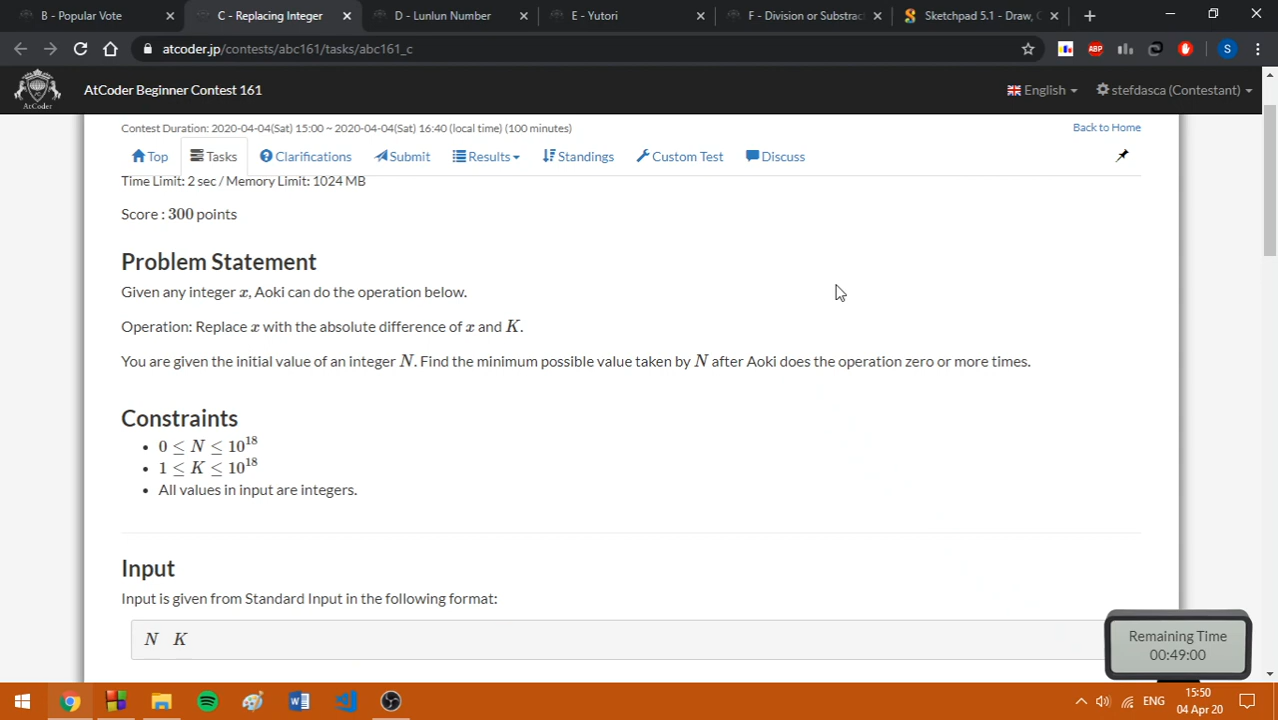 B - Popular Vote
C - Replacing Integer
D - Lunlun Number
E - Yutori
F - Division or Substrac
Sketchpad 5.1 - Draw, C
atcoder.jp/contests/abc161/tasks/abc161_c
ABP
S
AtCoder Beginner Contest 161
English
stefdasca (Contestant)
Contest Duration: 2020-04-04(Sat) 15:00 ~ 2020-04-04(Sat) 16:40 (local time) (100 minutes)
Back to Home
Top
Tasks
Clarifications
Submit
Results
Standings
Custom Test
Discuss
Time Limit: 2 sec / Memory Limit: 1024 MB
Score : 300 points
Problem Statement
Given any integer x, Aoki can do the operation below.
Operation: Replace x with the absolute difference of x and K.
You are given the initial value of an integer N. Find the minimum possible value taken by N after Aoki does the operation zero or more times.
Constraints
0 ≤ N ≤ 10^18
1 ≤ K ≤ 10^18
All values in input are integers.
Input
Input is given from Standard Input in the following format:
N K
Remaining Time
00:49:00
ENG
15:50
04 Apr 20